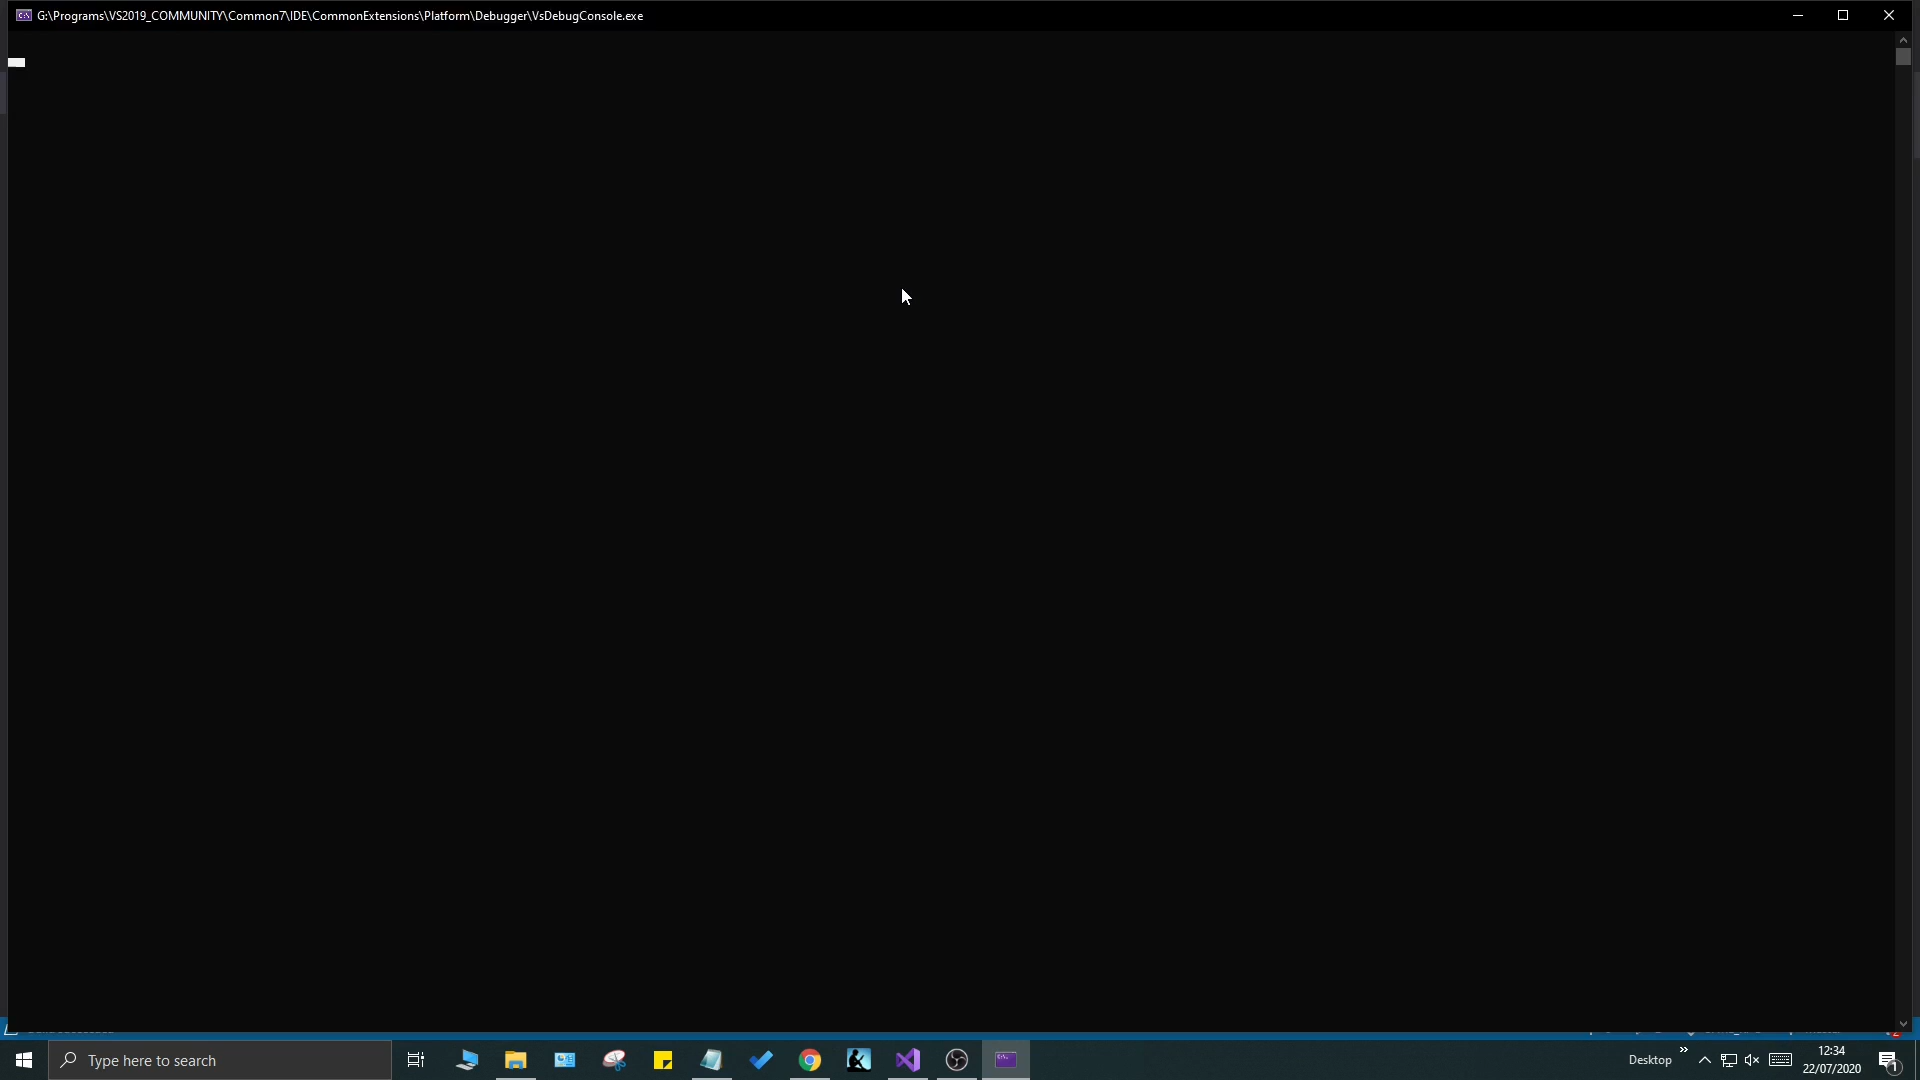 G:\Programs\VS2019_COMMUNITY\Common7\IDE\CommonExtensions\Platform\Debugger\VsDebugConsole.exe
Type here to search
Desktop
12:34
22/07/2020
1